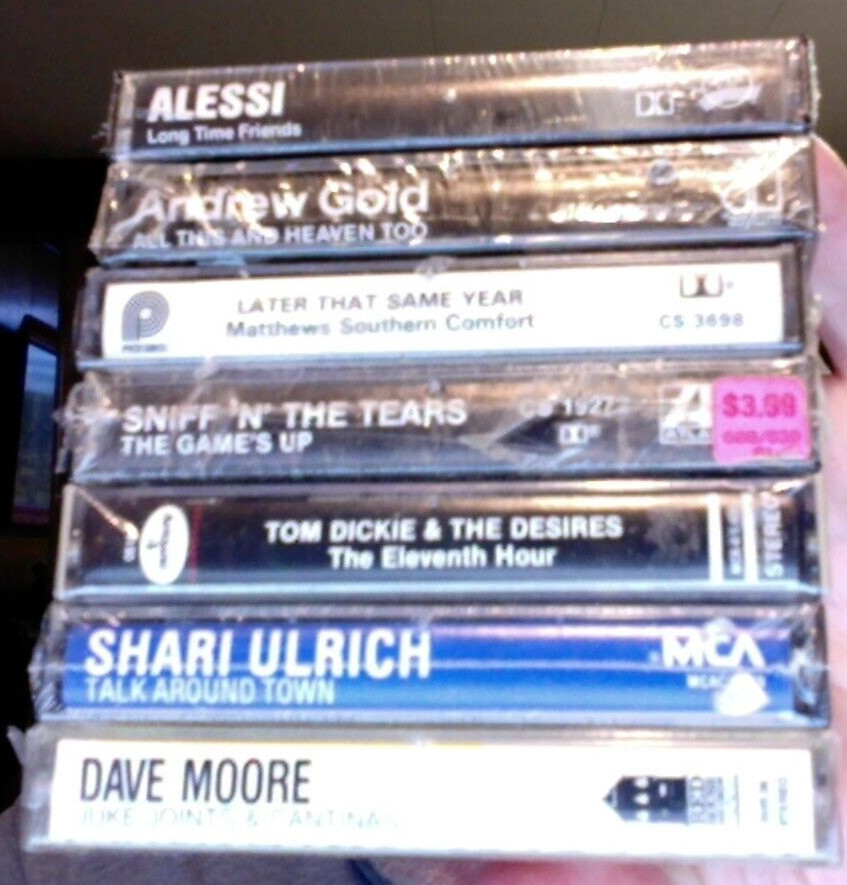 ALESSI
Long Time Friends
Andrew Gold
ALL THIS AND HEAVEN TOO
LATER THAT SAME YEAR
Matthews Southern Comfort
CS 3698
SNIFF 'N' THE TEARS
THE GAME'S UP
$3.99
TOM DICKIE & THE DESIRES
The Eleventh Hour
STEREO
SHARI ULRICH
TALK AROUND TOWN
MCA
DAVE MOORE
JUKE JOINTS & CANTINAS